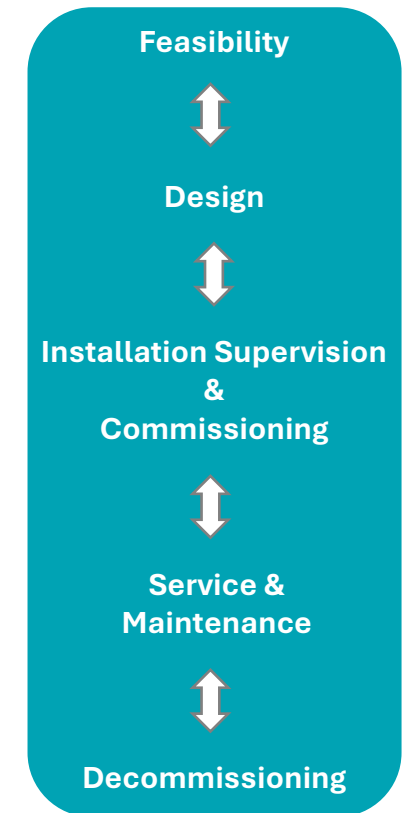 Feasibility
Design
Installation Supervision
&
Commissioning
Service &
Maintenance
Decommissioning